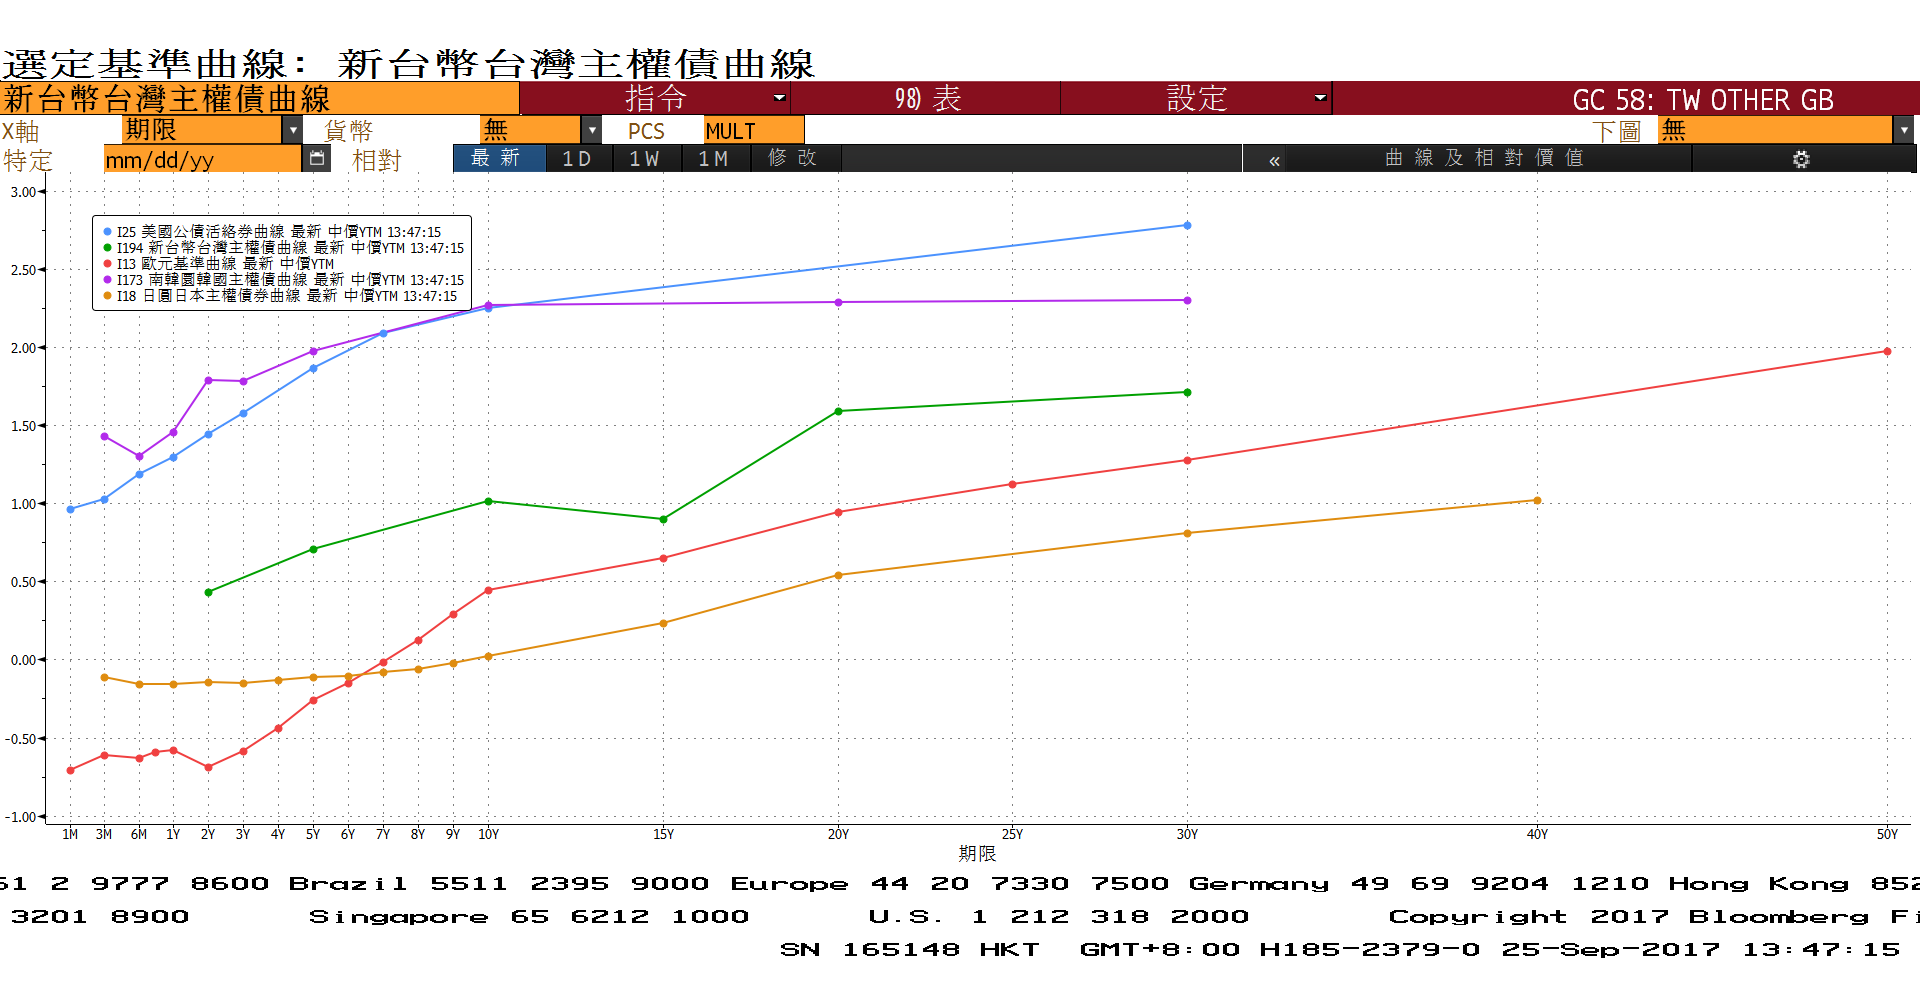 選定基準曲線: 新台幣台灣主權債曲線
新台幣台灣主權債曲線 指令 98) 表 設定 GC 58: TW OTHER GB
X軸 期限 貨幣 無 PCS MULT 下圖 無
特定 mm/dd/yy 相對 最新 1D 1W 1M 修改 « 曲線及相對價值
3.00
2.50
2.00
1.50
1.00
0.50
0.00
-0.50
-1.00
I25 美國公債活絡券曲線 最新 中價YTM 13:47:15
I194 新台幣台灣主權債曲線 最新 中價YTM 13:47:15
I13 歐元基準曲線 最新 中價YTM
I173 南韓圜韓國主權債曲線 最新 中價YTM 13:47:15
I18 日圓日本主權債券曲線 最新 中價YTM 13:47:15
1M 3M 6M 1Y 2Y 3Y 4Y 5Y 6Y 7Y 8Y 9Y 10Y 15Y 20Y 25Y 30Y 40Y 50Y
期限
61 2 9777 8600 Brazil 5511 2395 9000 Europe 44 20 7330 7500 Germany 49 69 9204 1210 Hong Kong 852
3201 8900 Singapore 65 6212 1000 U.S. 1 212 318 2000 Copyright 2017 Bloomberg Fi
SN 165148 HKT GMT+8:00 H185-2379-0 25-Sep-2017 13:47:15